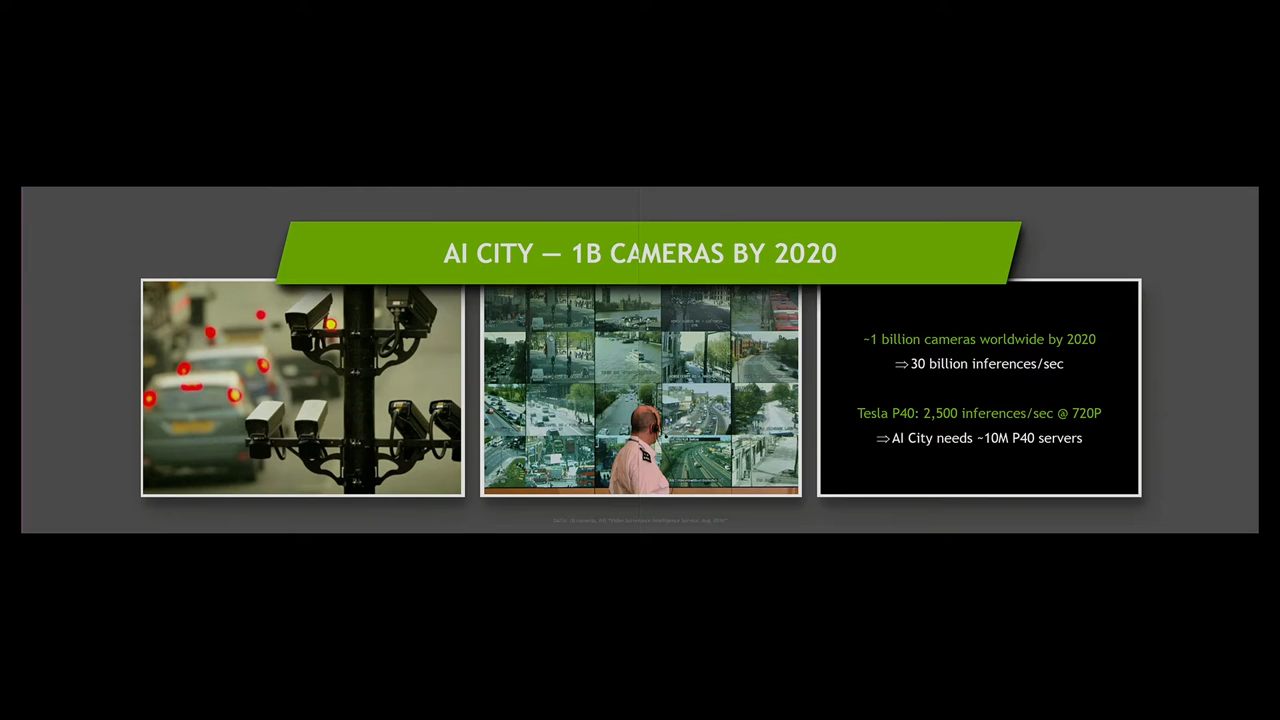 AI CITY — 1B CAMERAS BY 2020
~1 billion cameras worldwide by 2020
⇒30 billion inferences/sec
Tesla P40: 2,500 inferences/sec @ 720P
⇒AI City needs ~10M P40 servers